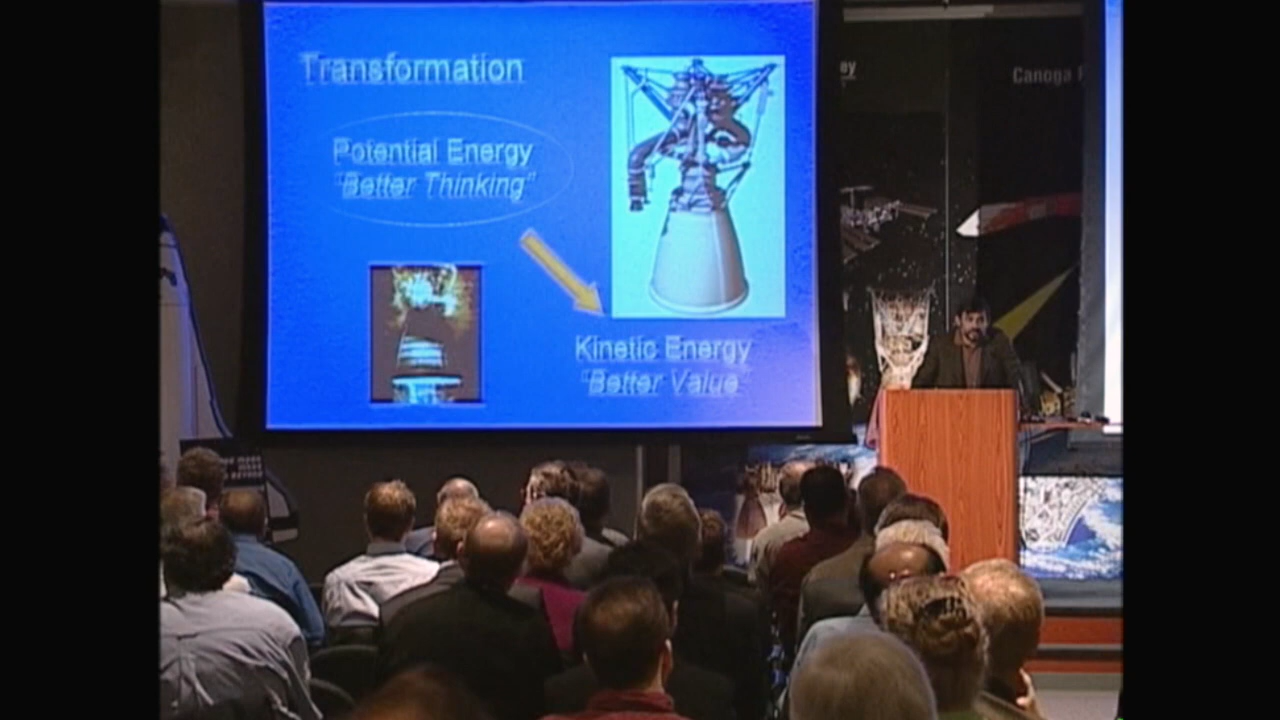 Transformation
Potential Energy
"Better Thinking"
Kinetic Energy
"Better Value"
Canoga